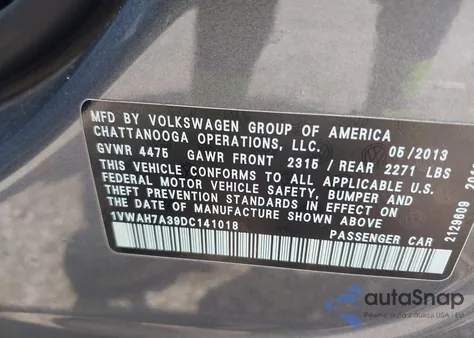 MFD BY VOLKSWAGEN GROUP OF AMERICA
CHATTANOOGA OPERATIONS, LLC. 05/2013
GVWR 4475 GAWR FRONT 2315 / REAR 2271 LBS
THIS VEHICLE CONFORMS TO ALL APPLICABLE U.S.
FEDERAL MOTOR VEHICLE SAFETY, BUMPER AND
THEFT PREVENTION STANDARDS IN EFFECT ON
THE DATE OF MANUFACTURE SHOWN ABOVE
1VWAH7A39DC141018 PASSENGER CAR
2129609
autoSnap